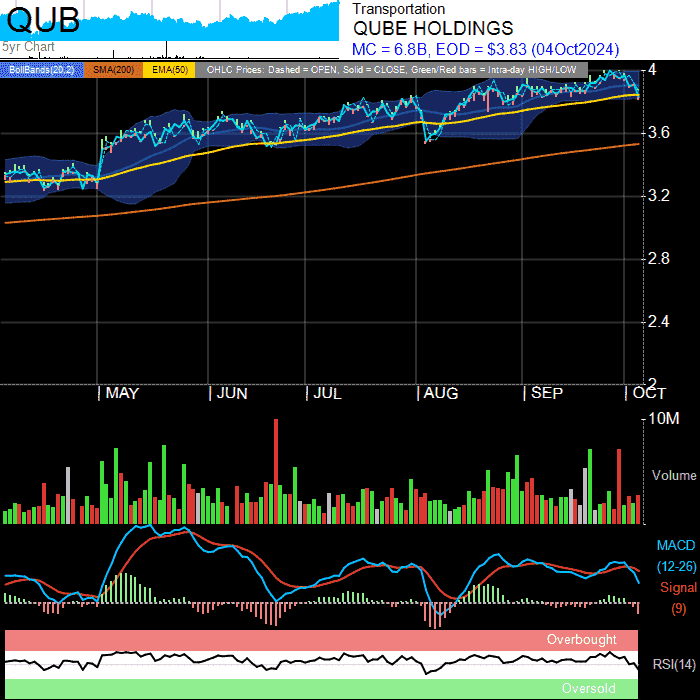 QUB
5yr Chart
Transportation
QUBE HOLDINGS
MC = 6.8B, EOD = $3.83 (04Oct2024)
BollBands(20,2) SMA(200) EMA(50) OHLC Prices: Dashed = OPEN, Solid = CLOSE, Green/Red bars = Intra-day HIGH/LOW
4
3.6
3.2
2.8
2.4
2
MAY JUN JUL AUG SEP OCT
10M
Volume
MACD
(12-26)
Signal
(9)
Overbought
RSI(14)
Oversold